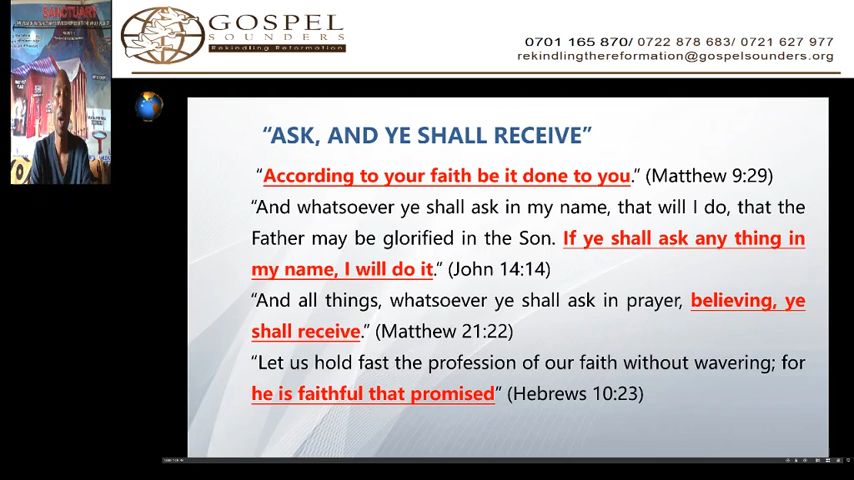 SANCTUARY
GOSPEL
SOUNDERS
Rekindling Reformation
0701 165 870/ 0722 878 683/ 0721 627 977
rekindlingthereformation@gospelsounders.org
“ASK, AND YE SHALL RECEIVE”
“According to your faith be it done to you.” (Matthew 9:29)
“And whatsoever ye shall ask in my name, that will I do, that the
Father may be glorified in the Son. If ye shall ask any thing in
my name, I will do it.” (John 14:14)
“And all things, whatsoever ye shall ask in prayer, believing, ye
shall receive.” (Matthew 21:22)
“Let us hold fast the profession of our faith without wavering; for
he is faithful that promised” (Hebrews 10:23)